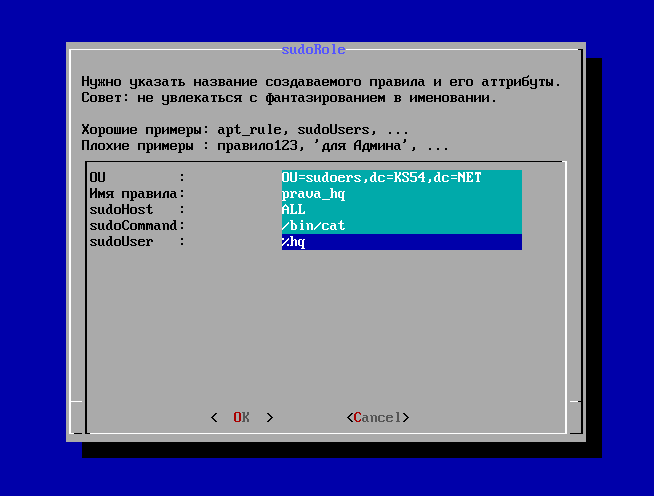 sudoRole
Нужно указать название создаваемого правила и его аттрибуты.
Совет: не увлекаться с фантазированием в именовании.
Хорошие примеры: apt_rule, sudoUsers, ...
Плохие примеры : правило123, 'для Админа', ...
OU : OU=sudoers,dc=KS54,dc=NET
Имя правила: prava_hq
sudoHost : ALL
sudoCommand: /bin/cat
sudoUser : %hq
< OK > <Cancel>